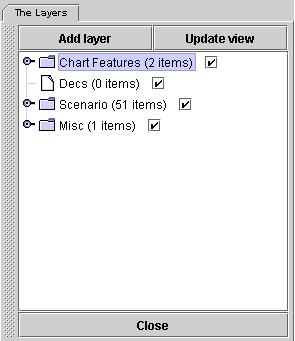 The Layers
Add layer Update view
Chart Features (2 items)
Decs (0 items)
Scenario (51 items)
Misc (1 items)
Close